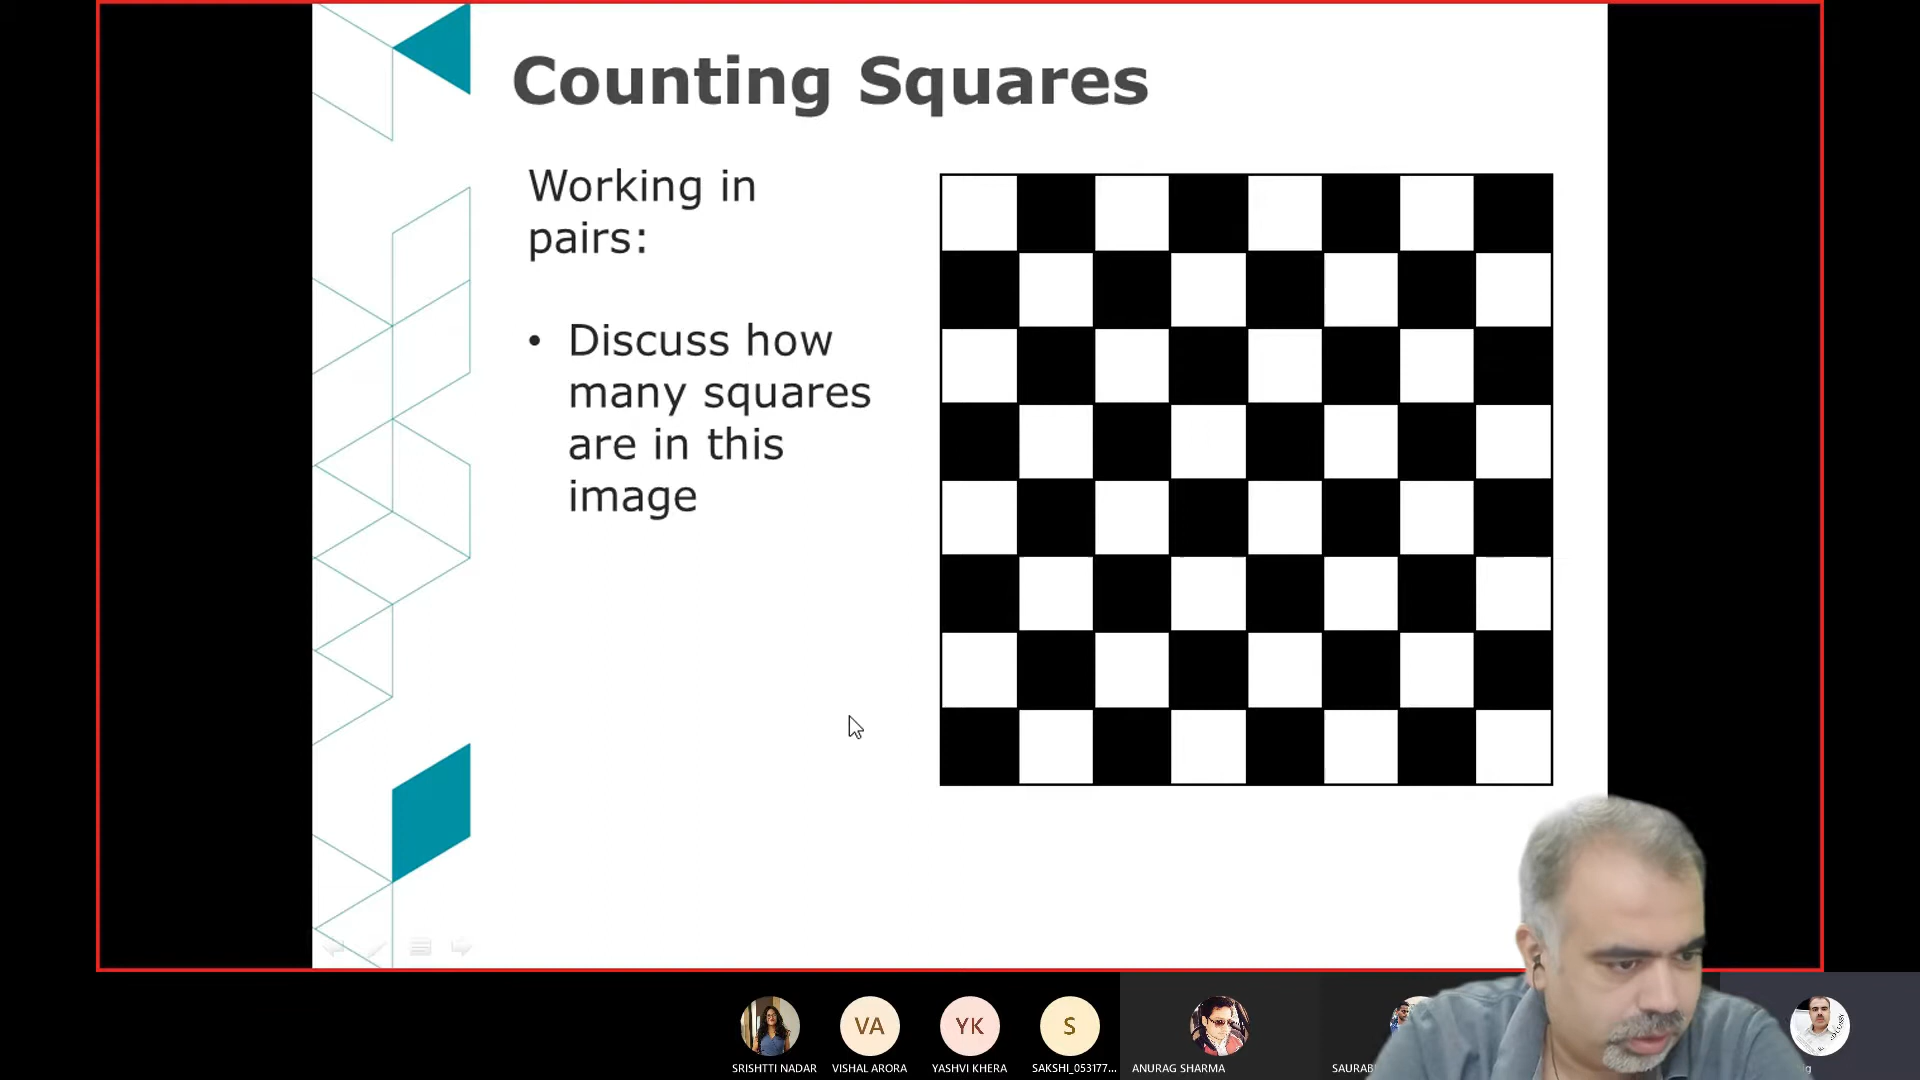 Counting Squares
Working in
pairs:
• Discuss how
many squares
are in this
image
VA
YK
S
SRISHTTI NADAR
VISHAL ARORA
YASHVI KHERA
SAKSHI_053177...
ANURAG SHARMA
SAURAB